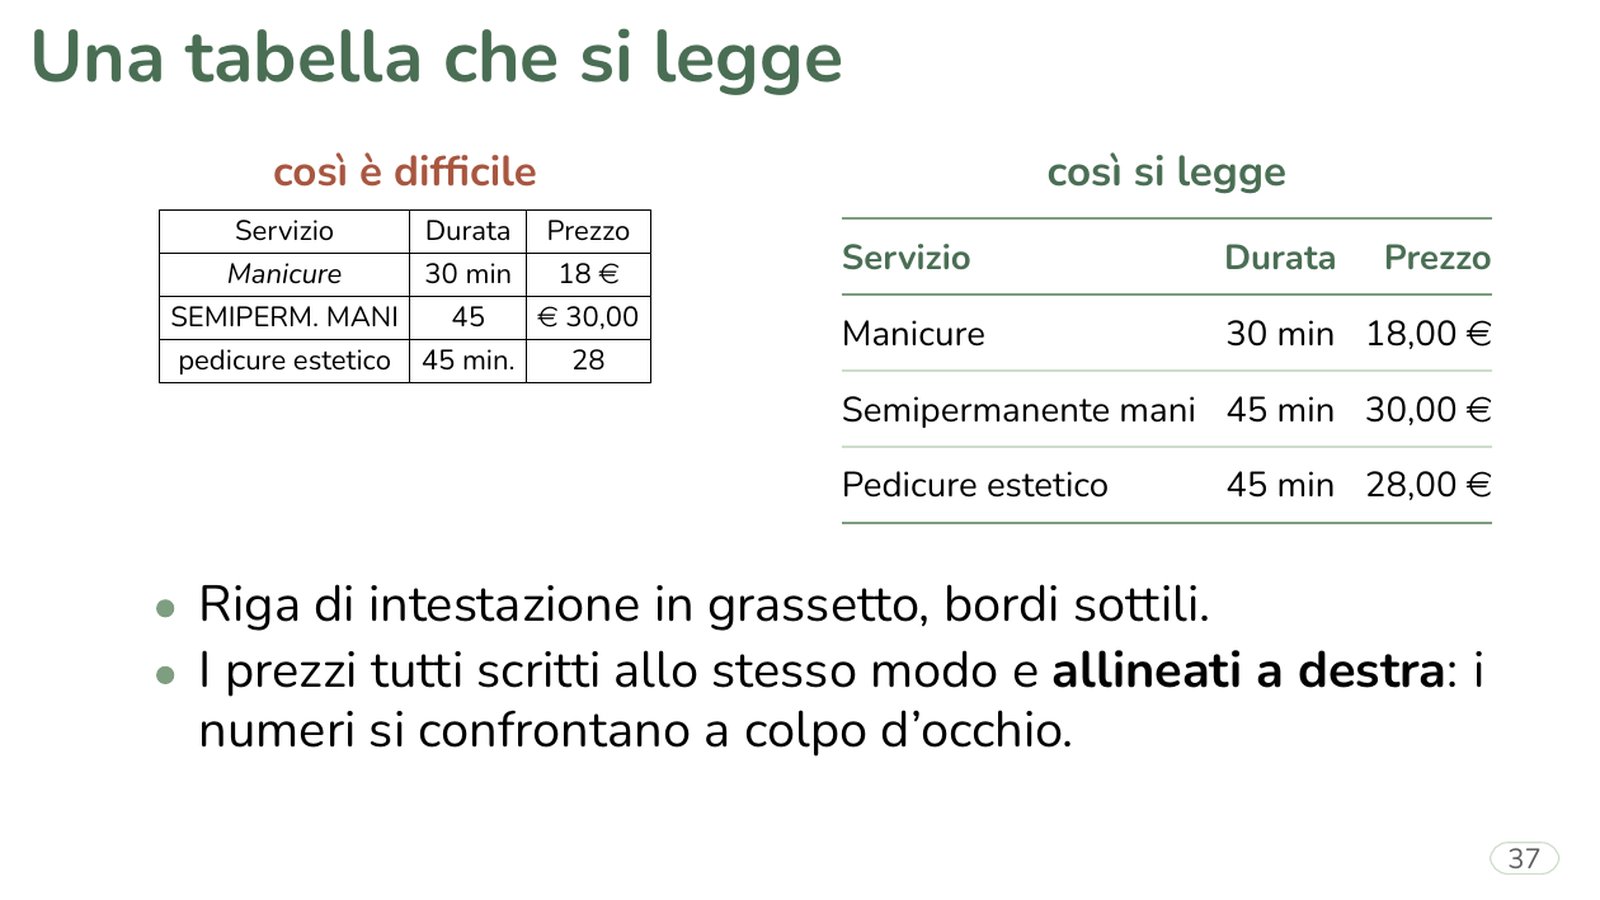 Una tabella che si legge
così è difficile
Servizio Durata Prezzo
Manicure 30 min 18 €
SEMIPERM. MANI 45 € 30,00
pedicure estetico 45 min. 28
così si legge
Servizio Durata Prezzo
Manicure 30 min 18,00 €
Semipermanente mani 45 min 30,00 €
Pedicure estetico 45 min 28,00 €
• Riga di intestazione in grassetto, bordi sottili.
• I prezzi tutti scritti allo stesso modo e allineati a destra: i
numeri si confrontano a colpo d’occhio.
37